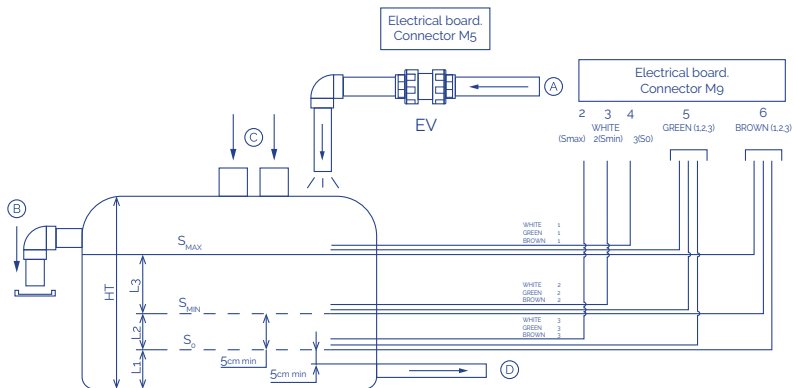 Electrical board.
Connector M5
Electrical board.
Connector M9
A
EV
2 3 4 5 6
WHITE GREEN (1,2,3) BROWN (1,2,3)
(Smax) 2(Smin) 3(S0)
C
B
SMAX
WHITE 1
GREEN 1
BROWN 1
HT
L3
SMIN
WHITE 2
GREEN 2
BROWN 2
L2
S0
WHITE 3
GREEN 3
BROWN 3
L1
5cm min
5cm min
D